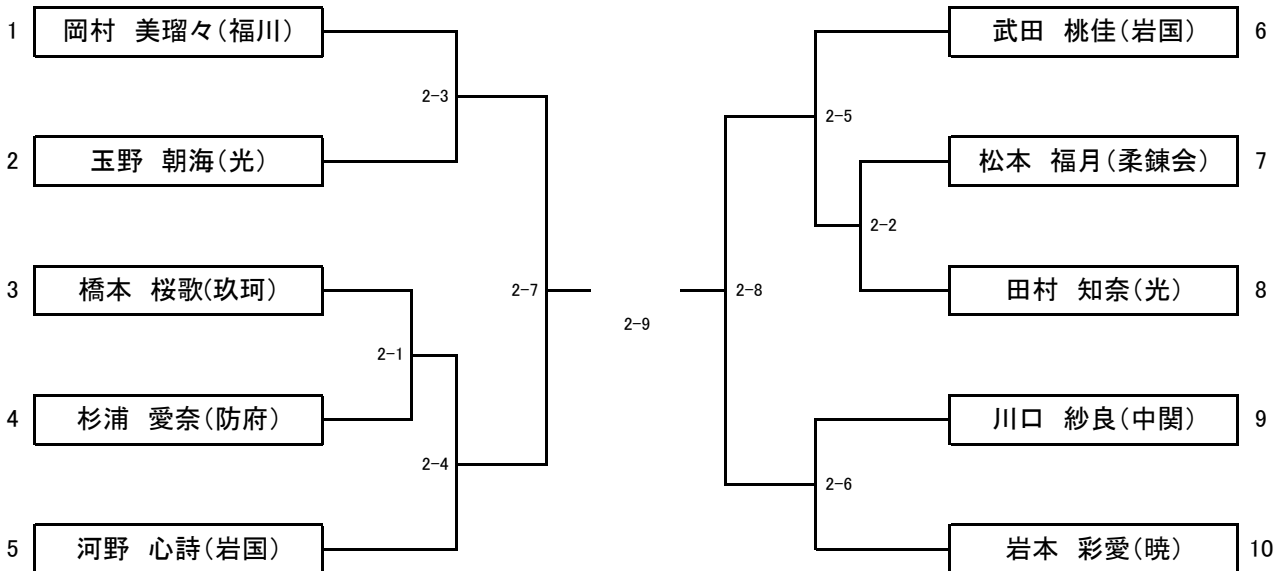 1 岡村　美瑠々(福川)
2 玉野　朝海(光)
3 橋本　桜歌(玖珂)
4 杉浦　愛奈(防府)
5 河野　心詩(岩国)
2-3
2-1
2-4
2-7
2-9
2-8
2-5
2-2
2-6
武田　桃佳(岩国) 6
松本　福月(柔錬会) 7
田村　知奈(光) 8
川口　紗良(中関) 9
岩本　彩愛(暁) 10